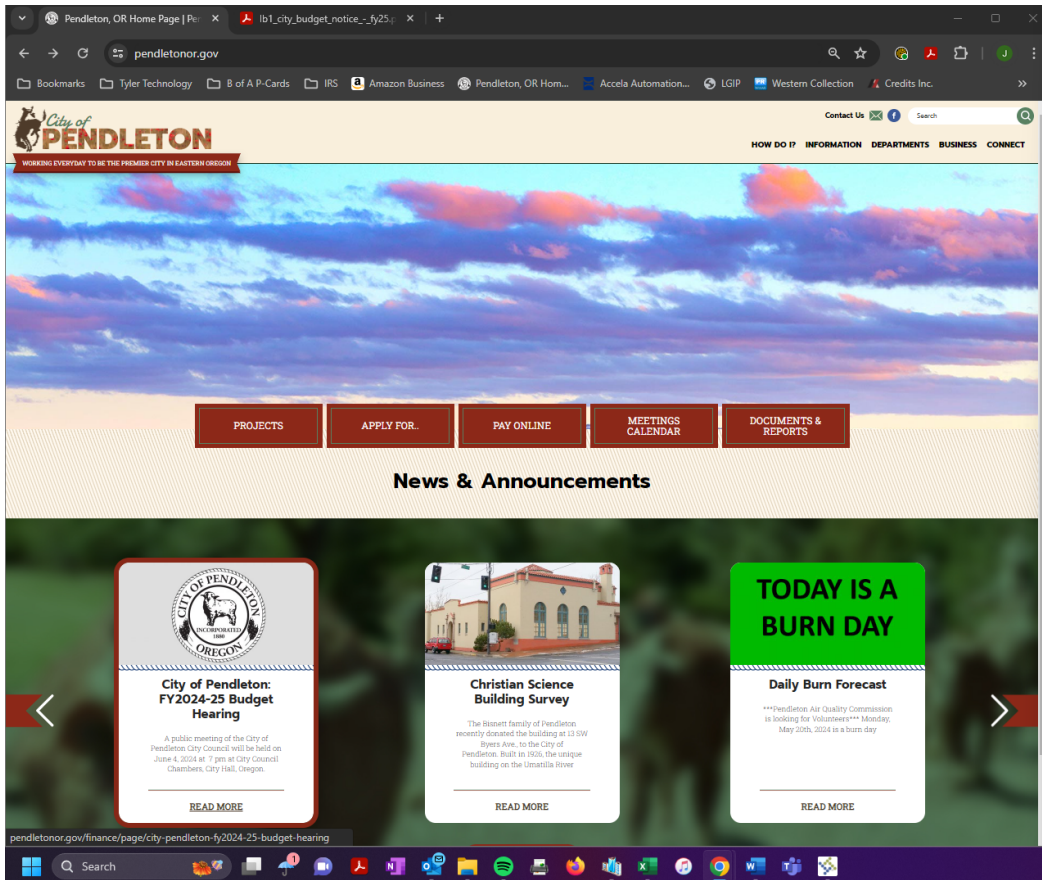 Pendleton, OR Home Page | Per
lb1_city_budget_notice_-_fy25.p
pendletonor.gov
J
Bookmarks
Tyler Technology
B of A P-Cards
IRS
Amazon Business
Pendleton, OR Hom...
Accela Automation...
LGIP
Western Collection
Credits Inc.
City of
PENDLETON
WORKING EVERYDAY TO BE THE PREMIER CITY IN EASTERN OREGON
Contact Us
Search
HOW DO I? INFORMATION DEPARTMENTS BUSINESS CONNECT
PROJECTS
APPLY FOR..
PAY ONLINE
MEETINGS
CALENDAR
DOCUMENTS &
REPORTS
News & Announcements
CITY OF PENDLETON
INCORPORATED
1880
OREGON
City of Pendleton:
FY2024-25 Budget
Hearing
A public meeting of the City of
Pendleton City Council will be held on
June 4, 2024 at 7 pm at City Council
Chambers, City Hall, Oregon.
READ MORE
Christian Science
Building Survey
The Bisnett family of Pendleton
recently donated the building at 13 SW
Byers Ave., to the City of
Pendleton. Built in 1926, the unique
building on the Umatilla River
READ MORE
TODAY IS A
BURN DAY
Daily Burn Forecast
***Pendleton Air Quality Commission
is looking for Volunteers*** Monday,
May 20th, 2024 is a burn day
READ MORE
pendletonor.gov/finance/page/city-pendleton-fy2024-25-budget-hearing
Search